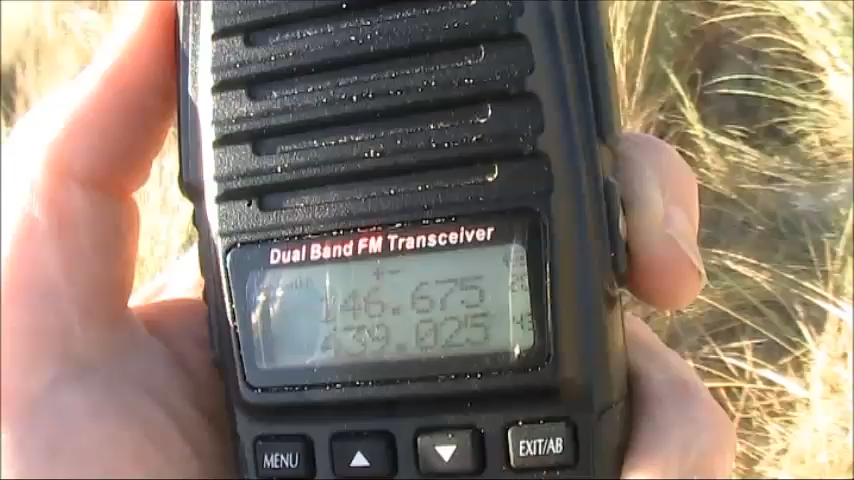 Dual Band FM Transceiver
+-
146.675
439.025
MENU ▲ ▼ EXIT/AB